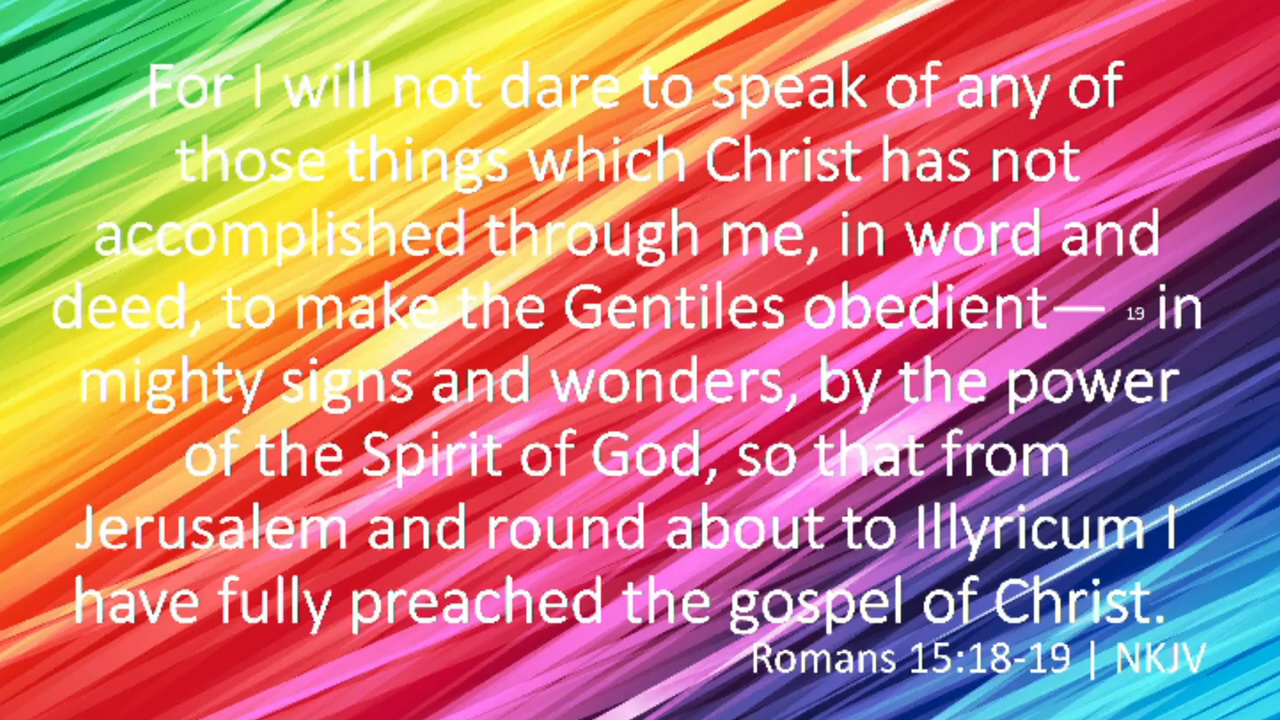 For I will not dare to speak of any of
those things which Christ has not
accomplished through me, in word and
deed, to make the Gentiles obedient— 19 in
mighty signs and wonders, by the power
of the Spirit of God, so that from
Jerusalem and round about to Illyricum I
have fully preached the gospel of Christ.
Romans 15:18-19 | NKJV